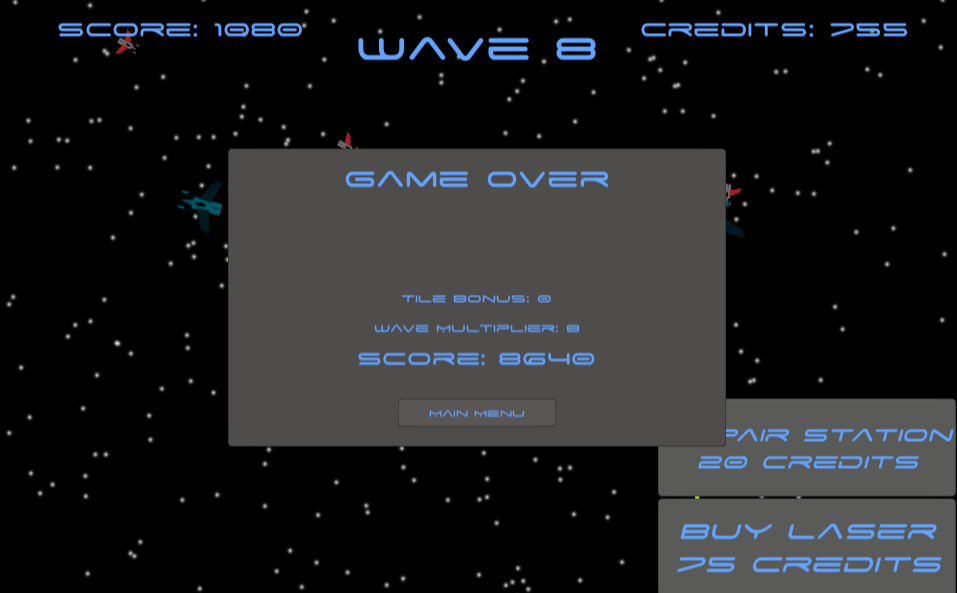 SCORE: 1080
WAVE 8
CREDITS: 755
GAME OVER
TILE BONUS: 0
WAVE MULTIPLIER: 8
SCORE: 8640
MAIN MENU
STATION
20 CREDITS
BUY LASER
75 CREDITS